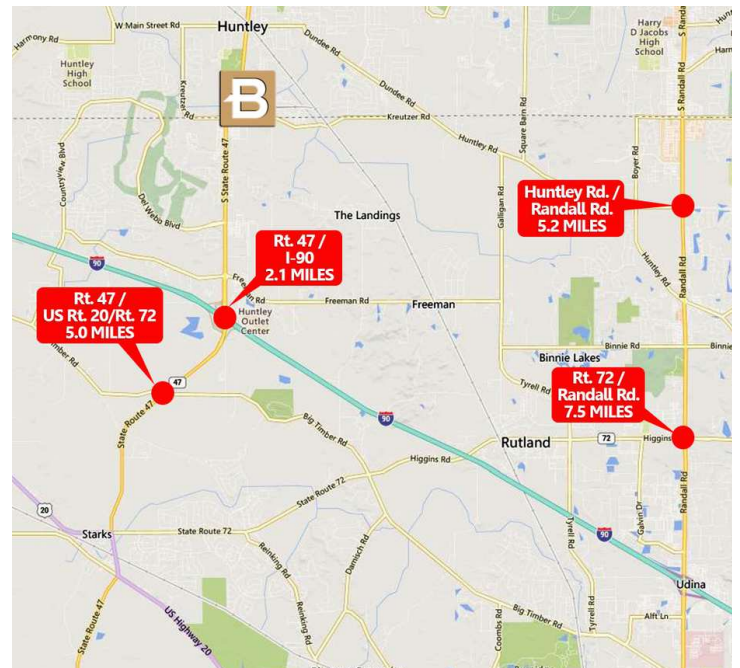 W Main Street Rd
Huntley
Harmony Rd
Huntley
High
School
Kreutzer Rd
Dundee Rd
Dundee Rd
B
Kreutzer Rd
Huntley Rd
Square Barn Rd
Harry
D Jacobs
High
School
S Randall Rd
S Randall Rd
Boyer Rd
Countryview Blvd
Del Webb Blvd
S State Route 47
The Landings
Galligan Rd
Huntley Rd. /
Randall Rd.
5.2 MILES
Huntley Rd
Randall Rd
90
Rt. 47 /
I-90
2.1 MILES
Freeman Rd
Freeman Rd
Freeman
Huntley
Outlet
Center
Rt. 47 /
US Rt. 20/Rt. 72
5.0 MILES
47
State Route 47
Big Timber Rd
90
Binnie Rd
Binnie Rd
Binnie Lakes
Tyrell Rd
Rt. 72 /
Randall Rd.
7.5 MILES
Rutland
72
Higgins
Higgins Rd
State Route 72
State Route 72
20
Starks
Reinking Rd
Reinking Rd
Damisch Rd
US Highway 20
Tyrell Rd
Tyrrell Rd
Galvin Dr
Randall Rd
90
Udina
Big Timber Rd
Coombs Rd
Alft Ln